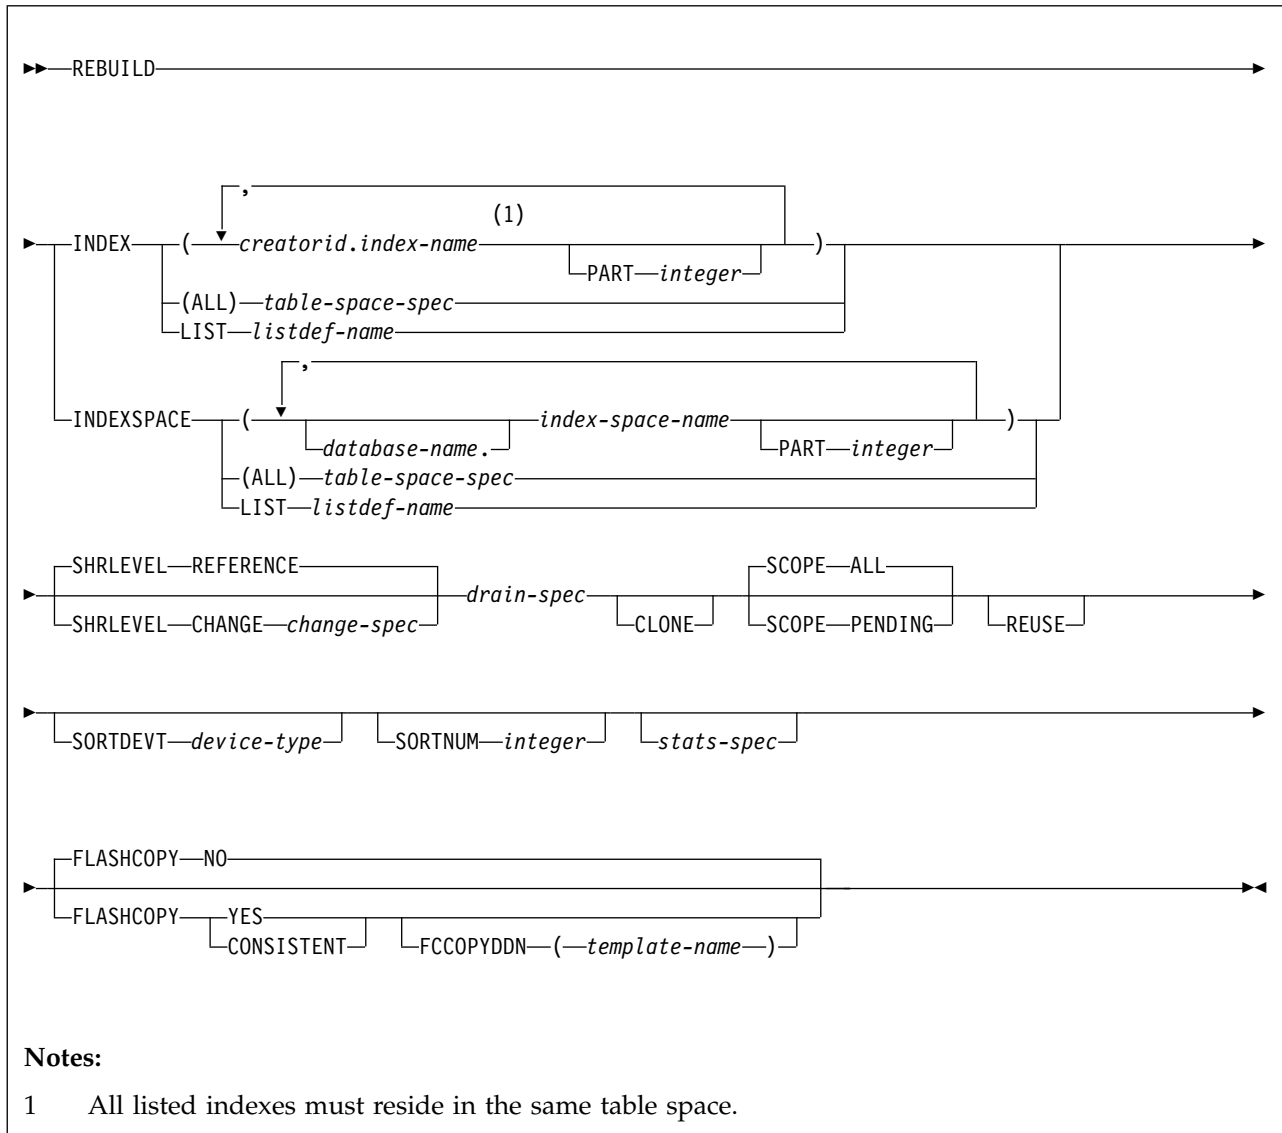 REBUILD
,
(1)
INDEX ( creatorid.index-name )
PART integer
(ALL) table-space-spec
LIST listdef-name
,
INDEXSPACE ( index-space-name )
database-name. PART integer
(ALL) table-space-spec
LIST listdef-name
SHRLEVEL REFERENCE SCOPE ALL
drain-spec
SHRLEVEL CHANGE change-spec CLONE SCOPE PENDING REUSE
SORTDEVT device-type SORTNUM integer stats-spec
FLASHCOPY NO
FLASHCOPY YES
CONSISTENT FCCOPYDDN ( template-name )
Notes:
1 All listed indexes must reside in the same table space.